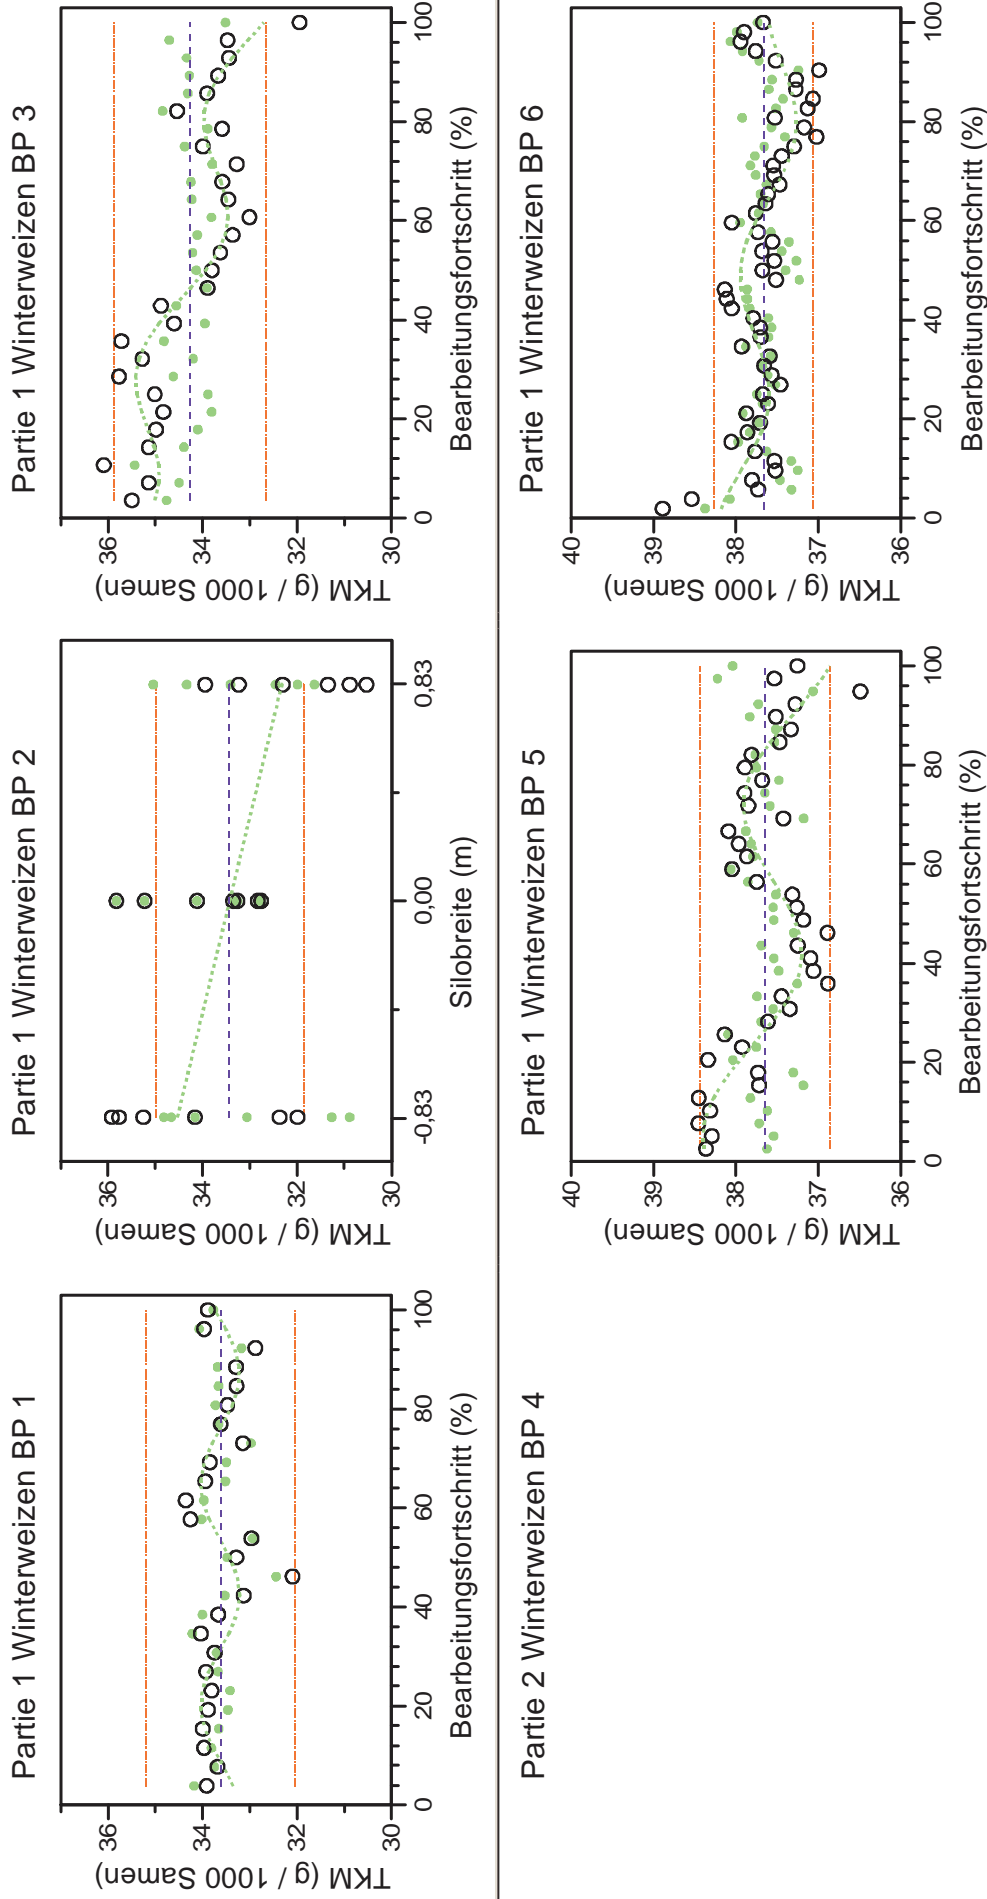 Partie 1 Winterweizen BP 1
TKM (g / 1000 Samen)
36
34
32
30
0 20 40 60 80 100
Bearbeitungsfortschritt (%)
Partie 1 Winterweizen BP 2
TKM (g / 1000 Samen)
36
34
32
30
-0,83 0,00 0,83
Silobreite (m)
Partie 1 Winterweizen BP 3
TKM (g / 1000 Samen)
36
34
32
30
0 20 40 60 80 100
Bearbeitungsfortschritt (%)
Partie 2 Winterweizen BP 4
Partie 1 Winterweizen BP 5
TKM (g / 1000 Samen)
40
39
38
37
36
0 20 40 60 80 100
Bearbeitungsfortschritt (%)
Partie 1 Winterweizen BP 6
TKM (g / 1000 Samen)
40
39
38
37
36
0 20 40 60 80 100
Bearbeitungsfortschritt (%)